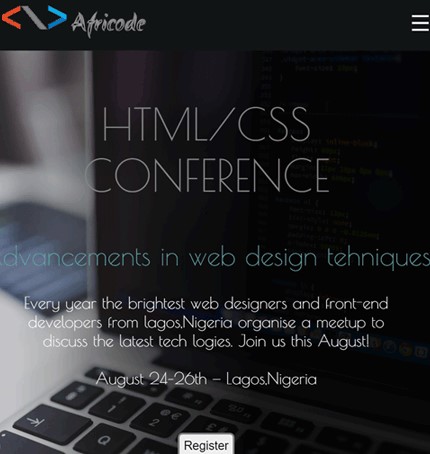 Africode
HTML/CSS
CONFERENCE
dvancements in web design tehniques
Every year the brightest web designers and front-end
developers from lagos,Nigeria organise a meetup to
discuss the latest tech logies. Join us this August!
August 24-26th – Lagos,Nigeria
Register